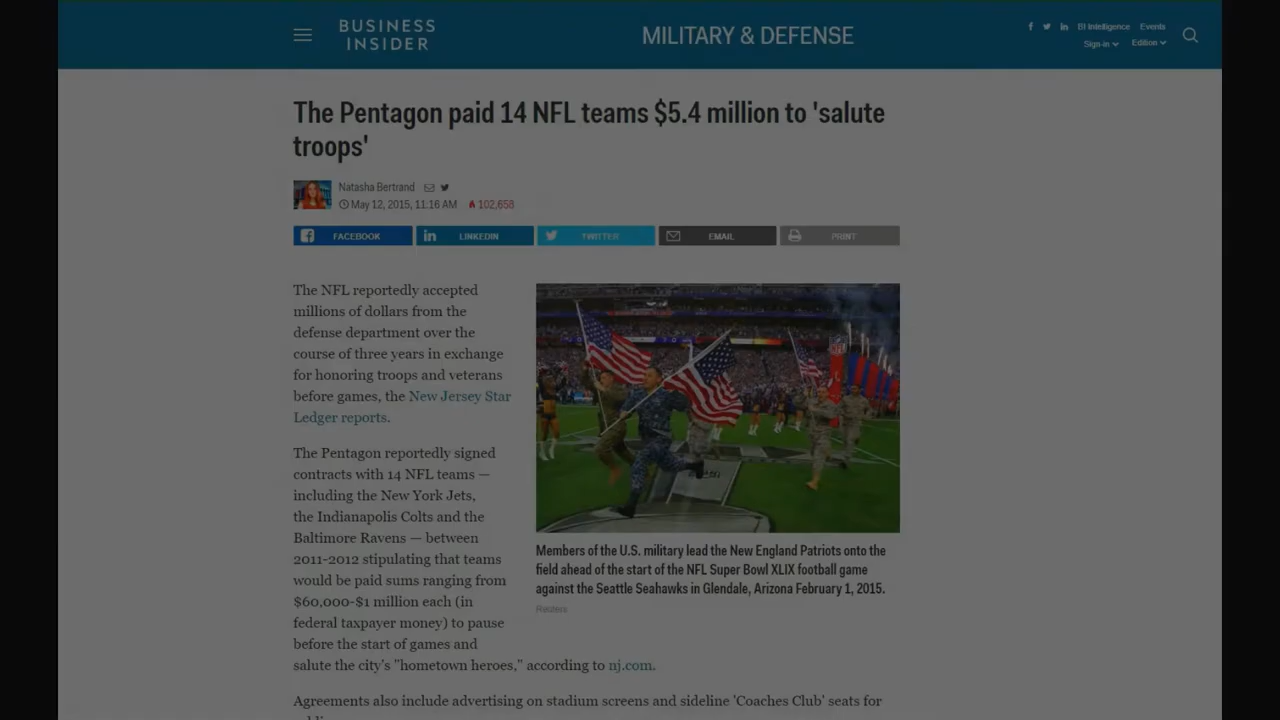 BUSINESS
INSIDER
MILITARY & DEFENSE
BI Intelligence Events
Sign-in Edition
The Pentagon paid 14 NFL teams $5.4 million to 'salute
troops'
Natasha Bertrand
May 12, 2015, 11:16 AM 102,658
FACEBOOK LINKEDIN TWITTER EMAIL PRINT
The NFL reportedly accepted
millions of dollars from the
defense department over the
course of three years in exchange
for honoring troops and veterans
before games, the New Jersey Star
Ledger reports.
The Pentagon reportedly signed
contracts with 14 NFL teams —
including the New York Jets,
the Indianapolis Colts and the
Baltimore Ravens — between
2011-2012 stipulating that teams
would be paid sums ranging from
$60,000-$1 million each (in
federal taxpayer money) to pause
before the start of games and
salute the city's "hometown heroes," according to nj.com.
Members of the U.S. military lead the New England Patriots onto the
field ahead of the start of the NFL Super Bowl XLIX football game
against the Seattle Seahawks in Glendale, Arizona February 1, 2015.
Reuters
Agreements also include advertising on stadium screens and sideline 'Coaches Club' seats for